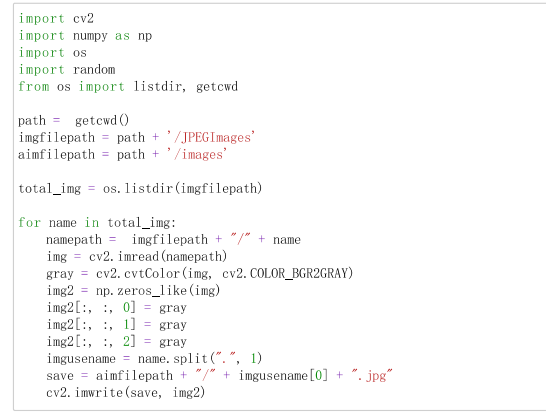 import cv2
import numpy as np
import os
import random
from os import listdir, getcwd

path =  getcwd()
imgfilepath = path + '/JPEGImages'
aimfilepath = path + '/images'

total_img = os.listdir(imgfilepath)

for name in total_img:
    namepath =  imgfilepath + "/" + name
    img = cv2.imread(namepath)
    gray = cv2.cvtColor(img, cv2.COLOR_BGR2GRAY)
    img2 = np.zeros_like(img)
    img2[:, :, 0] = gray
    img2[:, :, 1] = gray
    img2[:, :, 2] = gray
    imgusename = name.split(".", 1)
    save = aimfilepath + "/" + imgusename[0] + ".jpg"
    cv2.imwrite(save, img2)